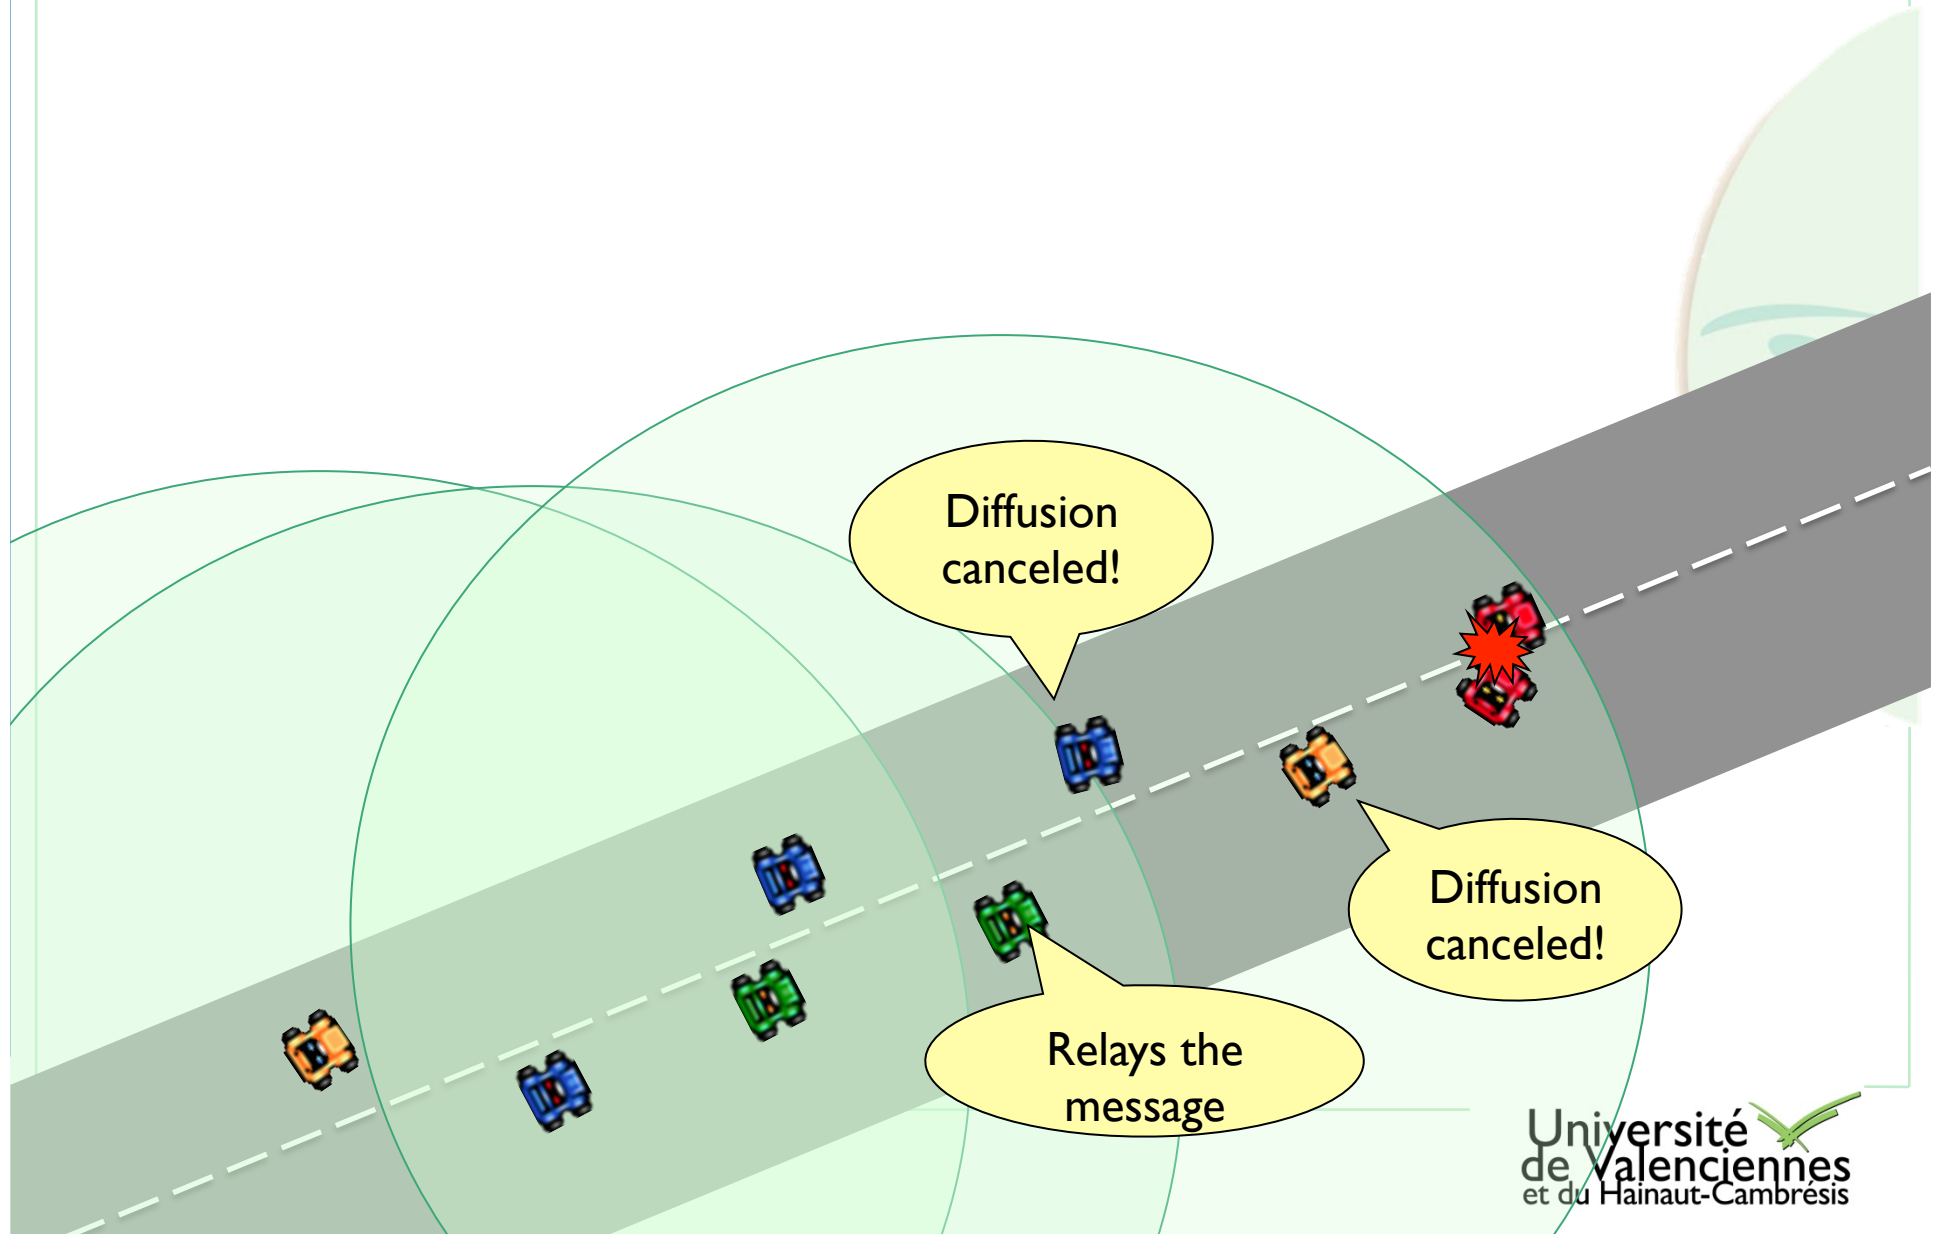 Diffusion
canceled!
Diffusion
canceled!
Relays the
message
Université
de Valenciennes
et du Hainaut-Cambrésis